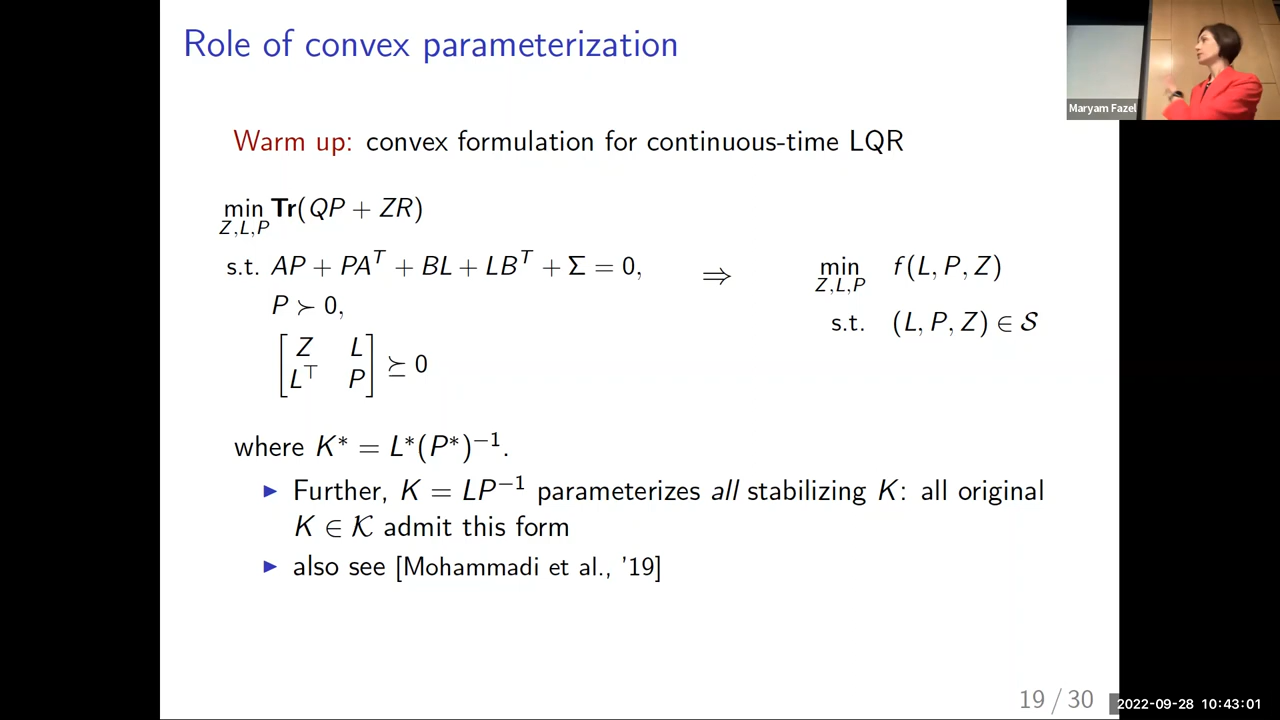 Role of convex parameterization
Maryam Fazel
Warm up: convex formulation for continuous-time LQR
min Tr(QP + ZR)
Z,L,P
s.t. AP + PA^T + BL + LB^T + Σ = 0,
P ≻ 0,
[Z L
L^⊤ P] ⪰ 0
⇒
min f(L, P, Z)
Z,L,P
s.t. (L, P, Z) ∈ 𝒮
where K* = L*(P*)^−1.
▶ Further, K = LP^−1 parameterizes all stabilizing K: all original
K ∈ 𝒦 admit this form
▶ also see [Mohammadi et al., '19]
19 / 30
2022-09-28 10:43:01